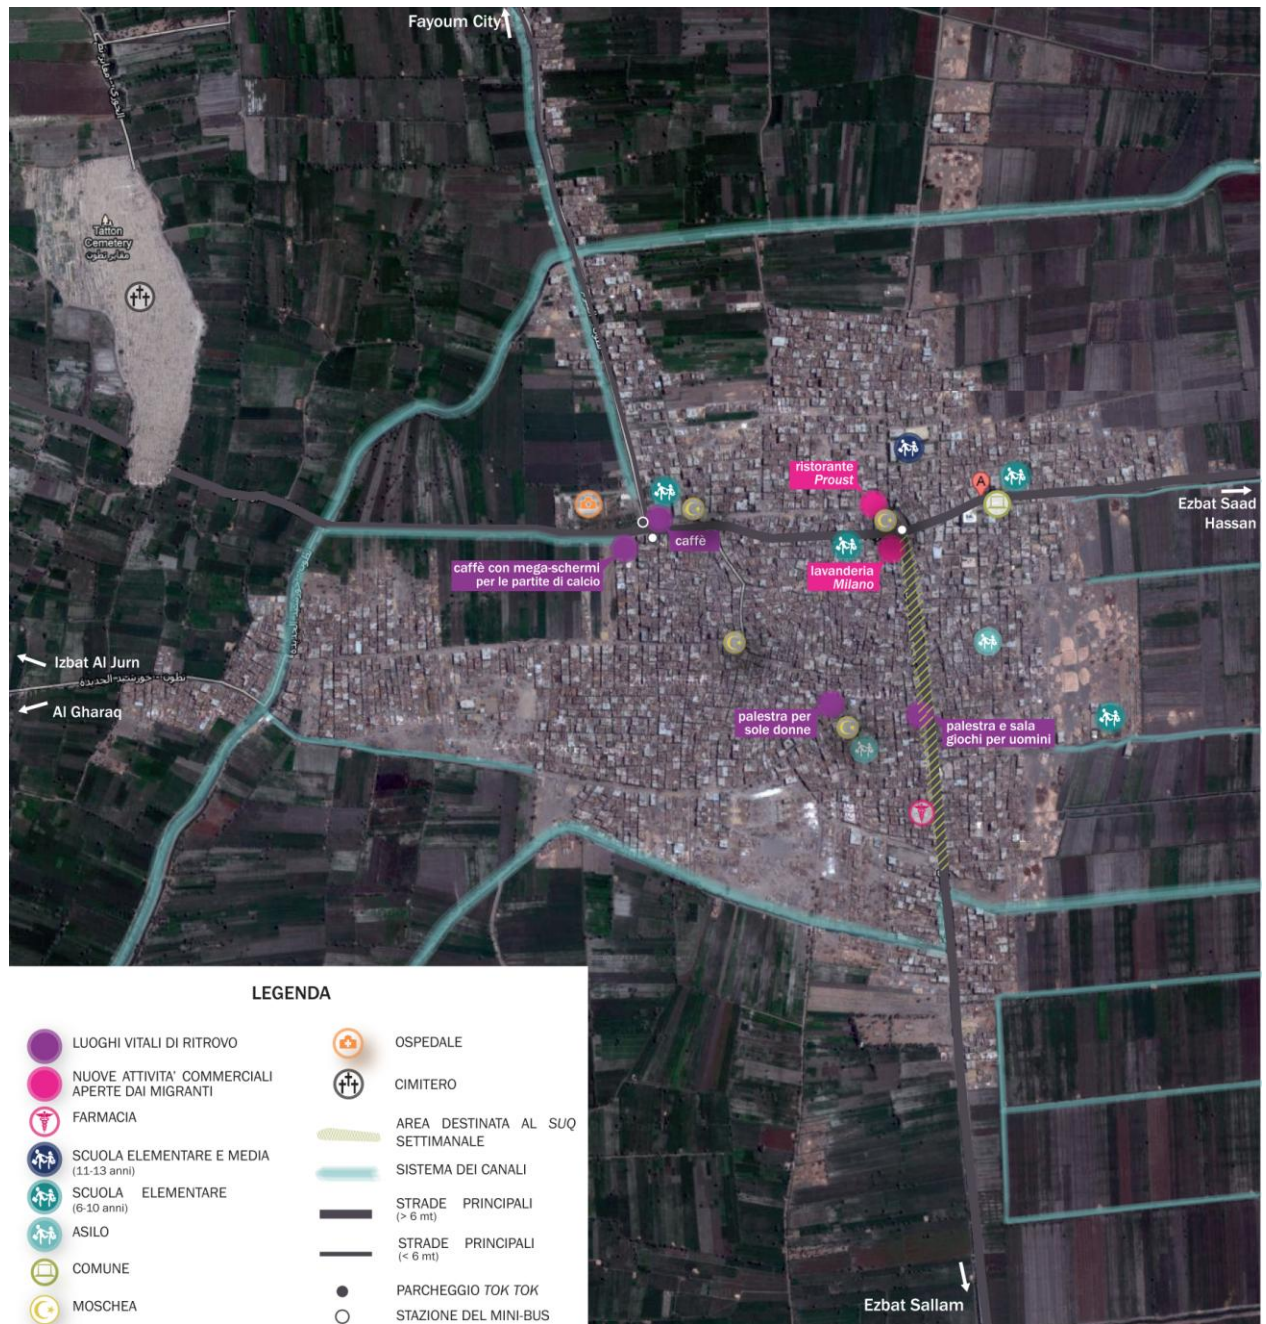 Fayoum City
Tatton
Cemetery
مقابر تطون
ristorante
Proust
A
Ezbat Saad
Hassan
caffè
caffè con mega-schermi
per le partite di calcio
lavanderia
Milano
Izbat Al Jurn
Al Gharaq
palestra per
sole donne
palestra e sala
giochi per uomini
Ezbat Sallam
LEGENDA
LUOGHI VITALI DI RITROVO
NUOVE ATTIVITA' COMMERCIALI
APERTE DAI MIGRANTI
FARMACIA
SCUOLA ELEMENTARE E MEDIA
(11-13 anni)
SCUOLA ELEMENTARE
(6-10 anni)
ASILO
COMUNE
MOSCHEA
OSPEDALE
CIMITERO
AREA DESTINATA AL SUQ
SETTIMANALE
SISTEMA DEI CANALI
STRADE PRINCIPALI
(> 6 mt)
STRADE PRINCIPALI
(< 6 mt)
PARCHEGGIO TOK TOK
STAZIONE DEL MINI-BUS